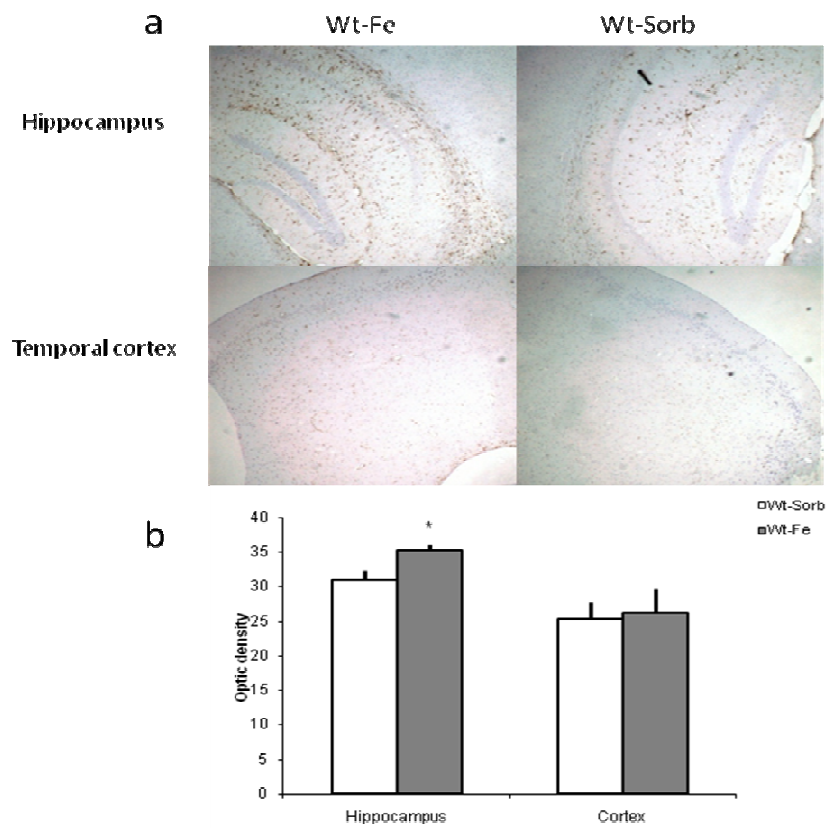 a
Wt-Fe
Wt-Sorb
Hippocampus
Temporal cortex
b
Wt-Sorb
Wt-Fe
Optic density
40
35
30
25
20
15
10
5
0
*
Hippocampus
Cortex